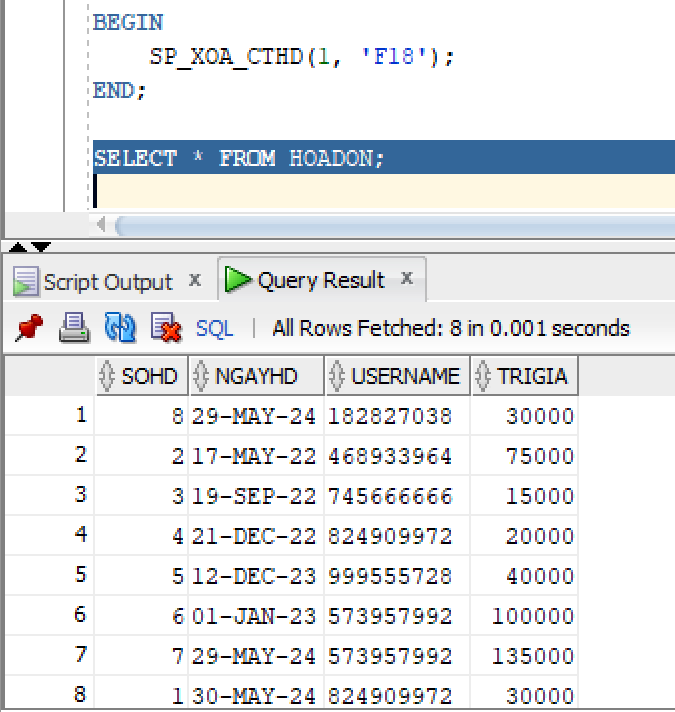 BEGIN
SP_XOA_CTHD(1, 'F18');
END;
SELECT * FROM HOADON;
Script Output x Query Result x
SQL | All Rows Fetched: 8 in 0.001 seconds
SOHD NGAYHD USERNAME TRIGIA
1 8 29-MAY-24 182827038 30000
2 2 17-MAY-22 468933964 75000
3 3 19-SEP-22 745666666 15000
4 4 21-DEC-22 824909972 20000
5 5 12-DEC-23 999555728 40000
6 6 01-JAN-23 573957992 100000
7 7 29-MAY-24 573957992 135000
8 1 30-MAY-24 824909972 30000